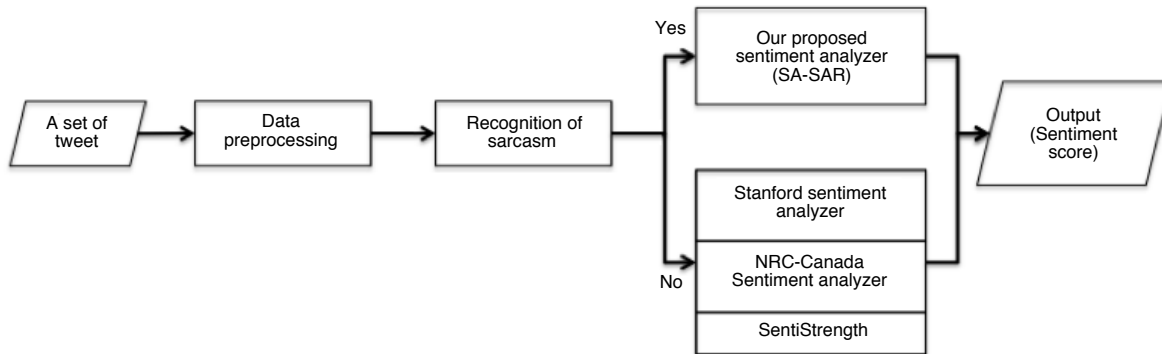 A set of
tweet
Data
preprocessing
Recognition of
sarcasm
Yes
Our proposed
sentiment analyzer
(SA-SAR)
No
Stanford sentiment
analyzer
NRC-Canada
Sentiment analyzer
SentiStrength
Output
(Sentiment
score)